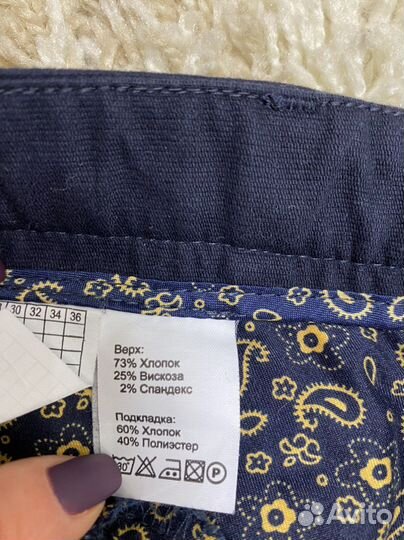 30 32 34 36
Верх:
73% Хлопок
25% Вискоза
2% Спандекс
Подкладка:
60% Хлопок
40% Полиэстер
30°
P
Avito